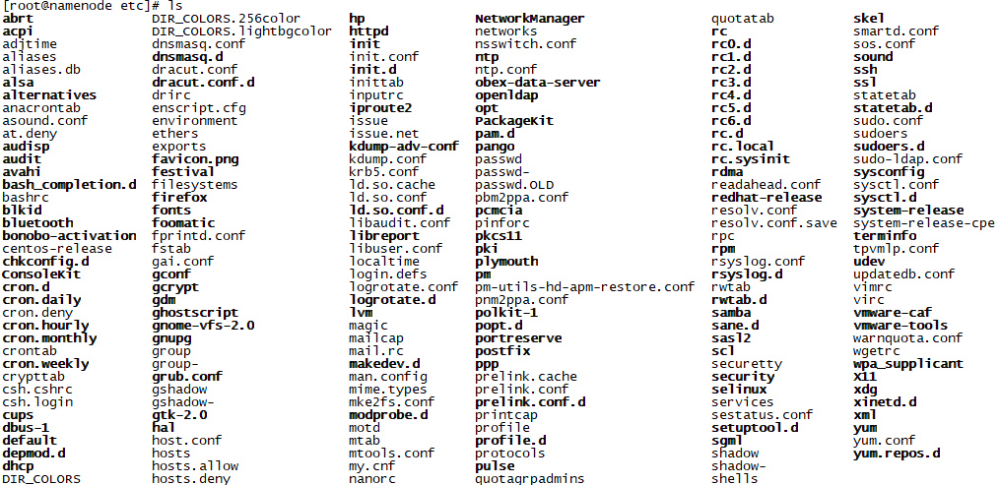 [root@namenode etc]# ls
abrt DIR_COLORS.256color hp NetworkManager quotatab skel
acpi DIR_COLORS.lightbgcolor httpd networks rc smartd.conf
adjtime dnsmasq.conf init nsswitch.conf rc0.d sos.conf
aliases dnsmasq.d init.conf ntp rc1.d sound
aliases.db dracut.conf init.d ntp.conf rc2.d ssh
alsa dracut.conf.d inittab obex-data-server rc3.d ssl
alternatives drirc inputrc openldap rc4.d statetab
anacrontab enscript.cfg iproute2 opt rc5.d statetab.d
asound.conf environment issue PackageKit rc6.d sudo.conf
at.deny ethers issue.net pam.d rc.d sudoers
audisp exports kdump-adv-conf pango rc.local sudoers.d
audit favicon.png kdump.conf passwd rc.sysinit sudo-ldap.conf
avahi festival krb5.conf passwd- rdma sysconfig
bash_completion.d filesystems ld.so.cache passwd.OLD readahead.conf sysctl.conf
bashrc firefox ld.so.conf pbm2ppa.conf redhat-release sysctl.d
blkid fonts ld.so.conf.d pcmcia resolv.conf system-release
bluetooth foomatic libaudit.conf pinforc resolv.conf.save system-release-cpe
bonobo-activation fprintd.conf libreport pkcs11 rpc terminfo
centos-release fstab libuser.conf pki rpm tpvmlp.conf
chkconfig.d gai.conf localtime plymouth rsyslog.conf udev
ConsoleKit gconf login.defs pm rsyslog.d updatedb.conf
cron.d gcrypt logrotate.conf pm-utils-hd-apm-restore.conf rwtab vimrc
cron.daily gdm logrotate.d pnm2ppa.conf rwtab.d virc
cron.deny ghostscript lvm polkit-1 samba vmware-caf
cron.hourly gnome-vfs-2.0 magic popt.d sane.d vmware-tools
cron.monthly gnupg mailcap portreserve sasl2 warnquota.conf
crontab group mail.rc postfix scl wgetrc
cron.weekly group- makedev.d ppp securetty wpa_supplicant
crypttab grub.conf man.config prelink.cache security X11
csh.cshrc gshadow mime.types prelink.conf selinux xdg
csh.login gshadow- mke2fs.conf prelink.conf.d services xinetd.d
cups gtk-2.0 modprobe.d printcap sestatus.conf xml
dbus-1 hal motd profile setuptool.d yum
default host.conf mtab profile.d sgml yum.conf
depmod.d hosts mtools.conf protocols shadow yum.repos.d
dhcp hosts.allow my.cnf pulse shadow-
DIR_COLORS hosts.deny nanorc quotagrpadmins shells